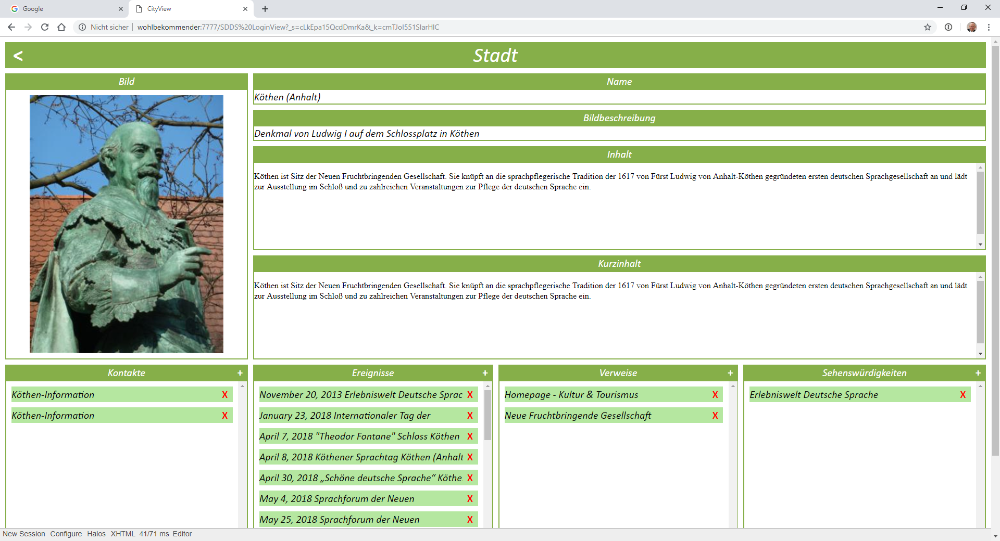 Google
CityView
Nicht sicher wohlbekommender:7777/SDDS%20LoginView?_s=cLkEpa15QcdDmrKa&_k=cmTJoI551SlarHIC
< Stadt
Bild
Name
Köthen (Anhalt)
Bildbeschreibung
Denkmal von Ludwig I auf dem Schlossplatz in Köthen
Inhalt
Köthen ist Sitz der Neuen Fruchtbringenden Gesellschaft. Sie knüpft an die sprachpflegerische Tradition der 1617 von Fürst Ludwig von Anhalt-Köthen gegründeten ersten deutschen Sprachgesellschaft an und lädt
zur Ausstellung im Schloß und zu zahlreichen Veranstaltungen zur Pflege der deutschen Sprache ein.
Kurzinhalt
Köthen ist Sitz der Neuen Fruchtbringenden Gesellschaft. Sie knüpft an die sprachpflegerische Tradition der 1617 von Fürst Ludwig von Anhalt-Köthen gegründeten ersten deutschen Sprachgesellschaft an und lädt
zur Ausstellung im Schloß und zu zahlreichen Veranstaltungen zur Pflege der deutschen Sprache ein.
Kontakte +
Köthen-Information X
Köthen-Information X
Ereignisse +
November 20, 2013 Erlebniswelt Deutsche Sprac X
January 23, 2018 Internationaler Tag der X
April 7, 2018 "Theodor Fontane" Schloss Köthen X
April 8, 2018 Köthener Sprachtag Köthen (Anhalt X
April 30, 2018 „Schöne deutsche Sprache“ Köthe X
May 4, 2018 Sprachforum der Neuen X
May 25, 2018 Sprachforum der Neuen X
Verweise +
Homepage - Kultur & Tourismus X
Neue Fruchtbringende Gesellschaft X
Sehenswürdigkeiten +
Erlebniswelt Deutsche Sprache X
New Session Configure Halos XHTML 41/71 ms Editor